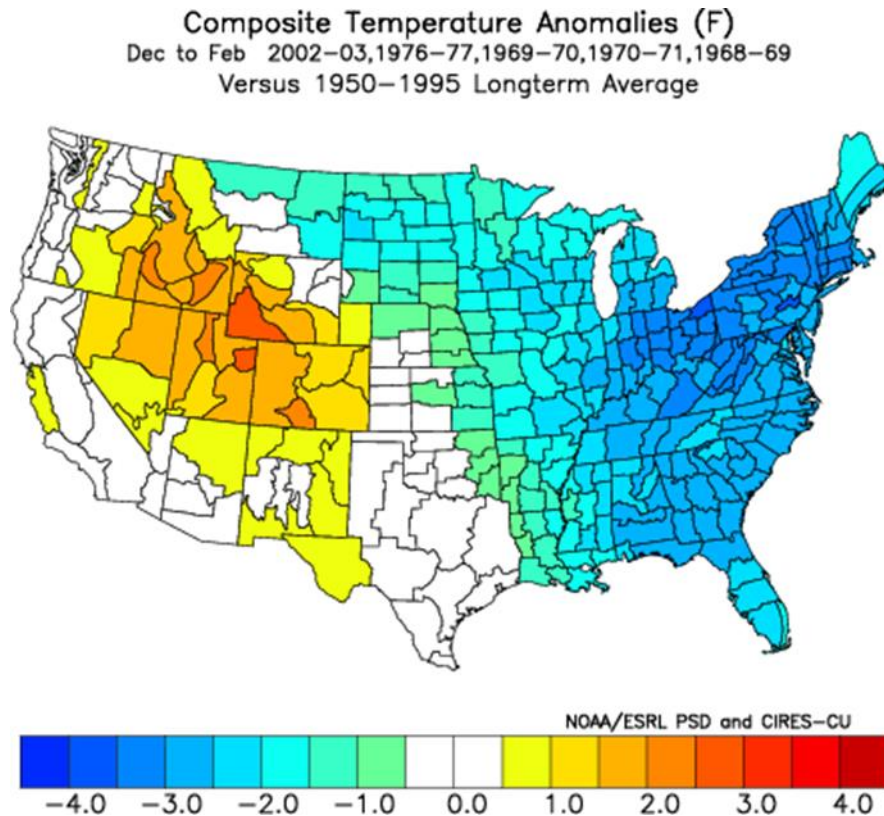 Composite Temperature Anomalies (F)
Dec to Feb 2002-03,1976-77,1969-70,1970-71,1968-69
Versus 1950-1995 Longterm Average
NOAA/ESRL PSD and CIRES-CU
-4.0 -3.0 -2.0 -1.0 0.0 1.0 2.0 3.0 4.0